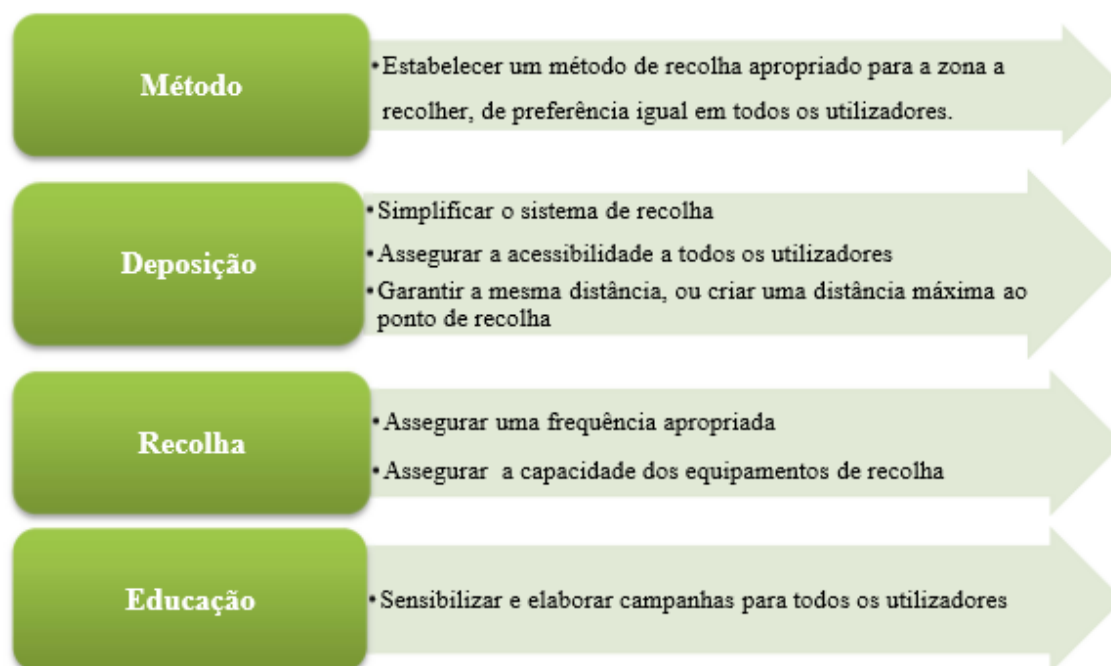 Método
• Estabelecer um método de recolha apropriado para a zona a
recolher, de preferência igual em todos os utilizadores.
Deposição
• Simplificar o sistema de recolha
• Assegurar a acessibilidade a todos os utilizadores
• Garantir a mesma distância, ou criar uma distância máxima ao
ponto de recolha
Recolha
• Assegurar uma frequência apropriada
• Assegurar a capacidade dos equipamentos de recolha
Educação
• Sensibilizar e elaborar campanhas para todos os utilizadores